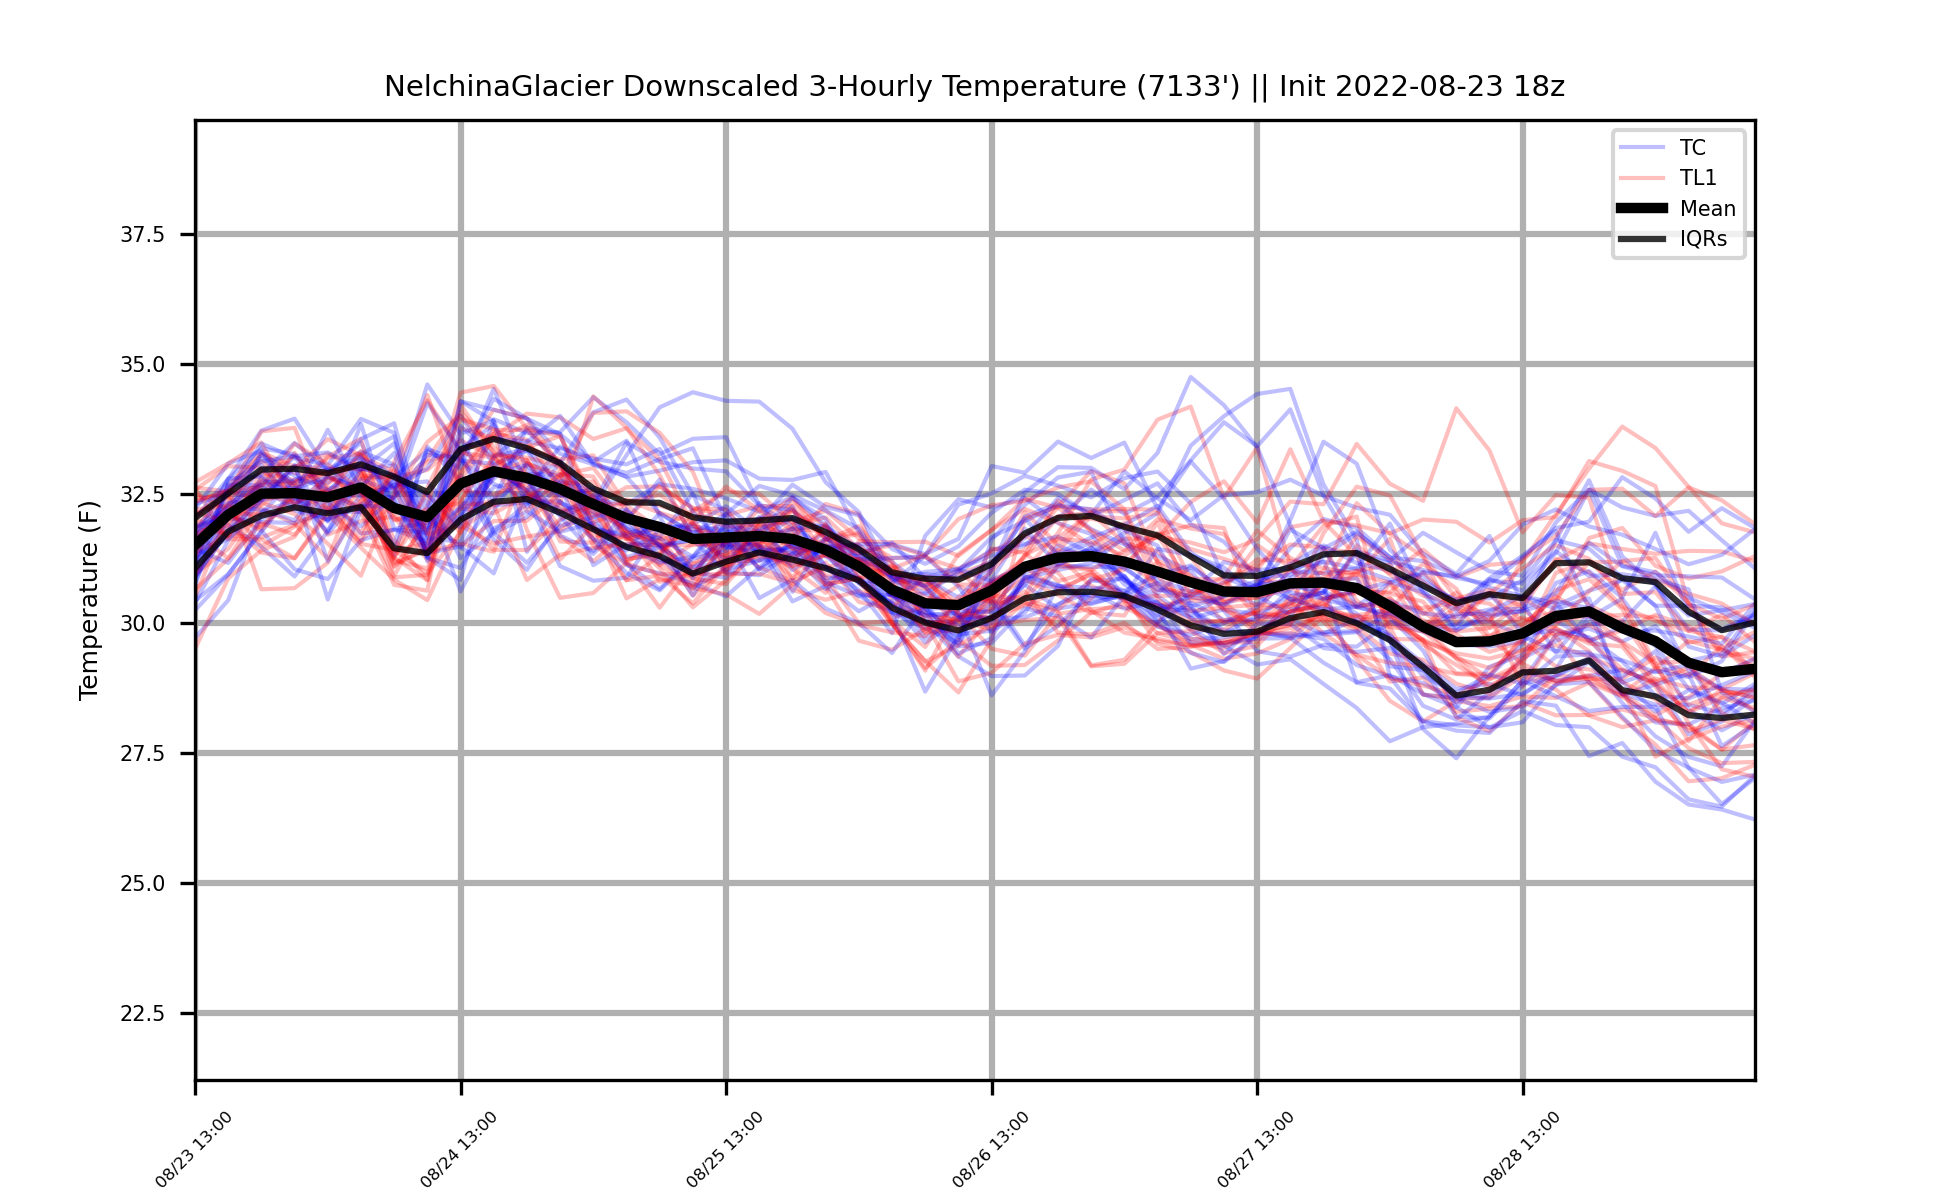 NelchinaGlacier Downscaled 3-Hourly Temperature (7133') || Init 2022-08-23 18z
TC
TL1
Mean
IQRs
Temperature (F)
37.5
35.0
32.5
30.0
27.5
25.0
22.5
08/23 13:00
08/24 13:00
08/25 13:00
08/26 13:00
08/27 13:00
08/28 13:00